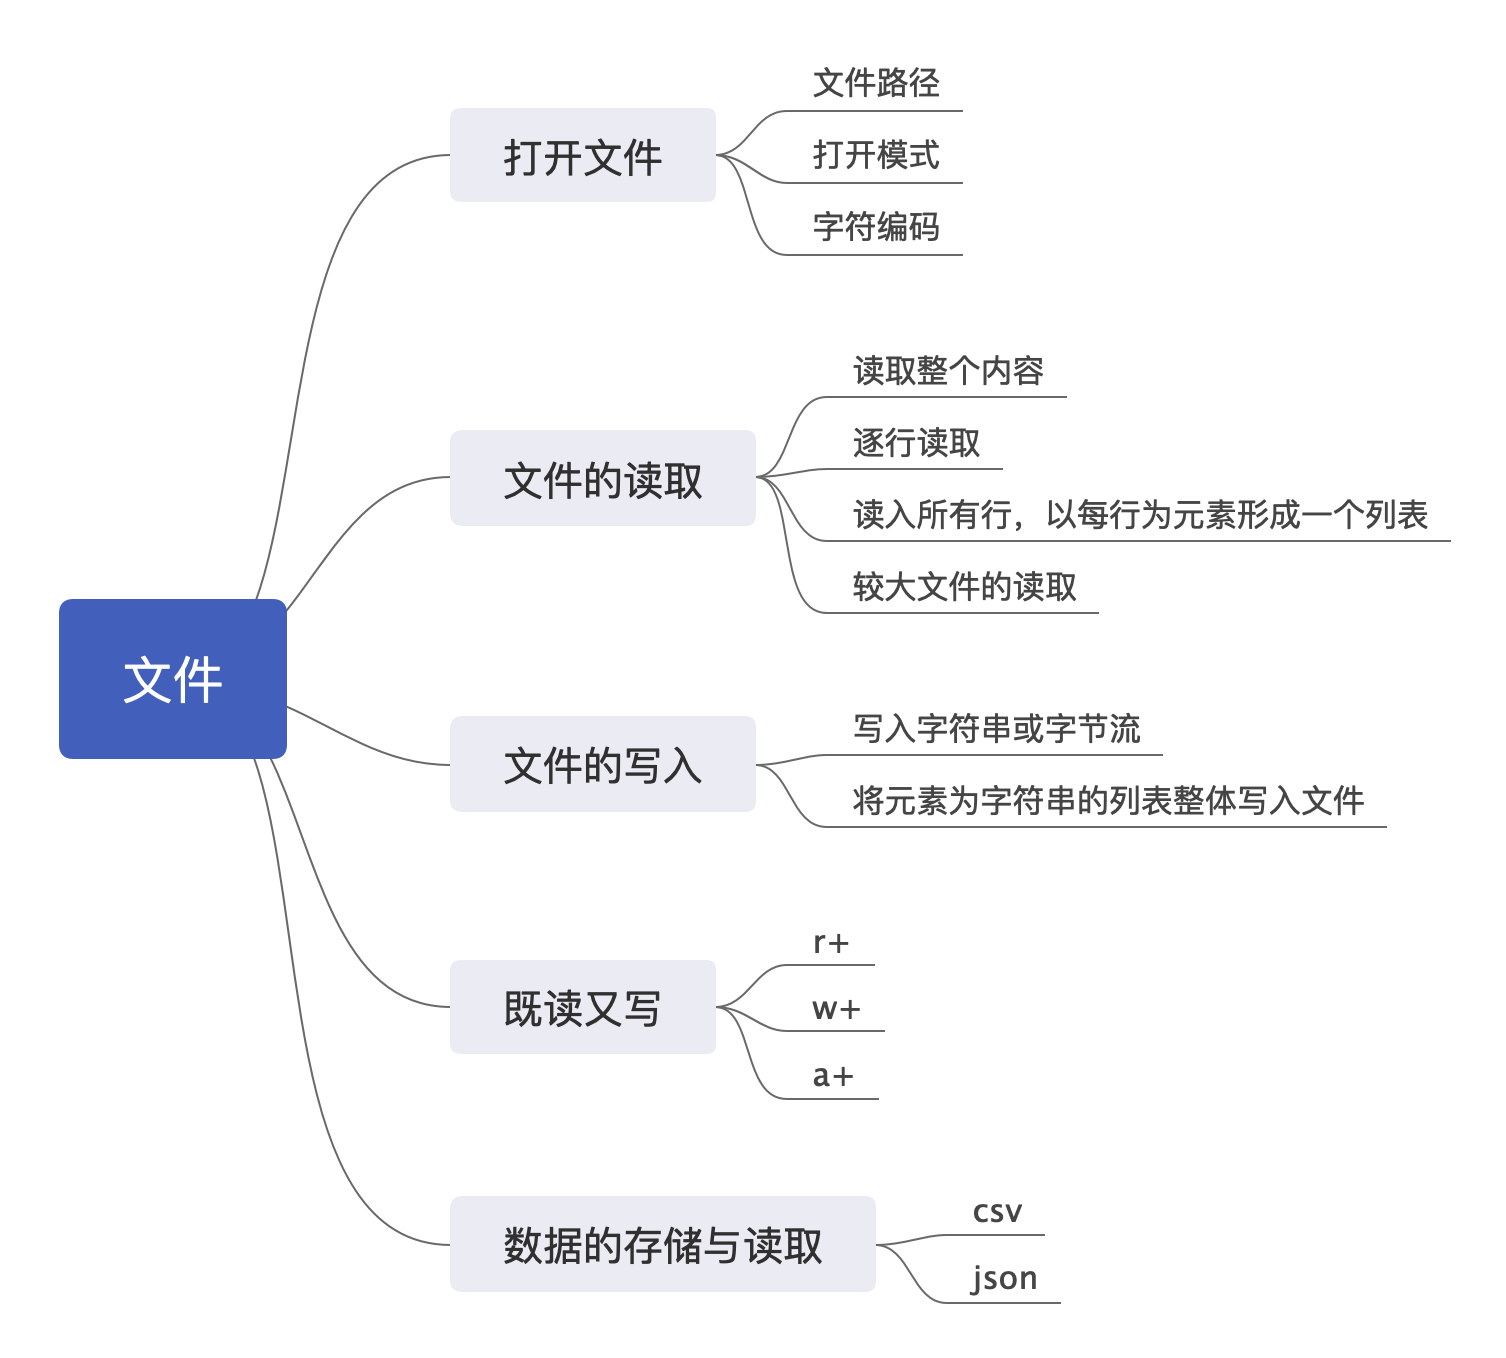 文件
打开文件
文件路径
打开模式
字符编码
文件的读取
读取整个内容
逐行读取
读入所有行，以每行为元素形成一个列表
较大文件的读取
文件的写入
写入字符串或字节流
将元素为字符串的列表整体写入文件
既读又写
r+
w+
a+
数据的存储与读取
csv
json